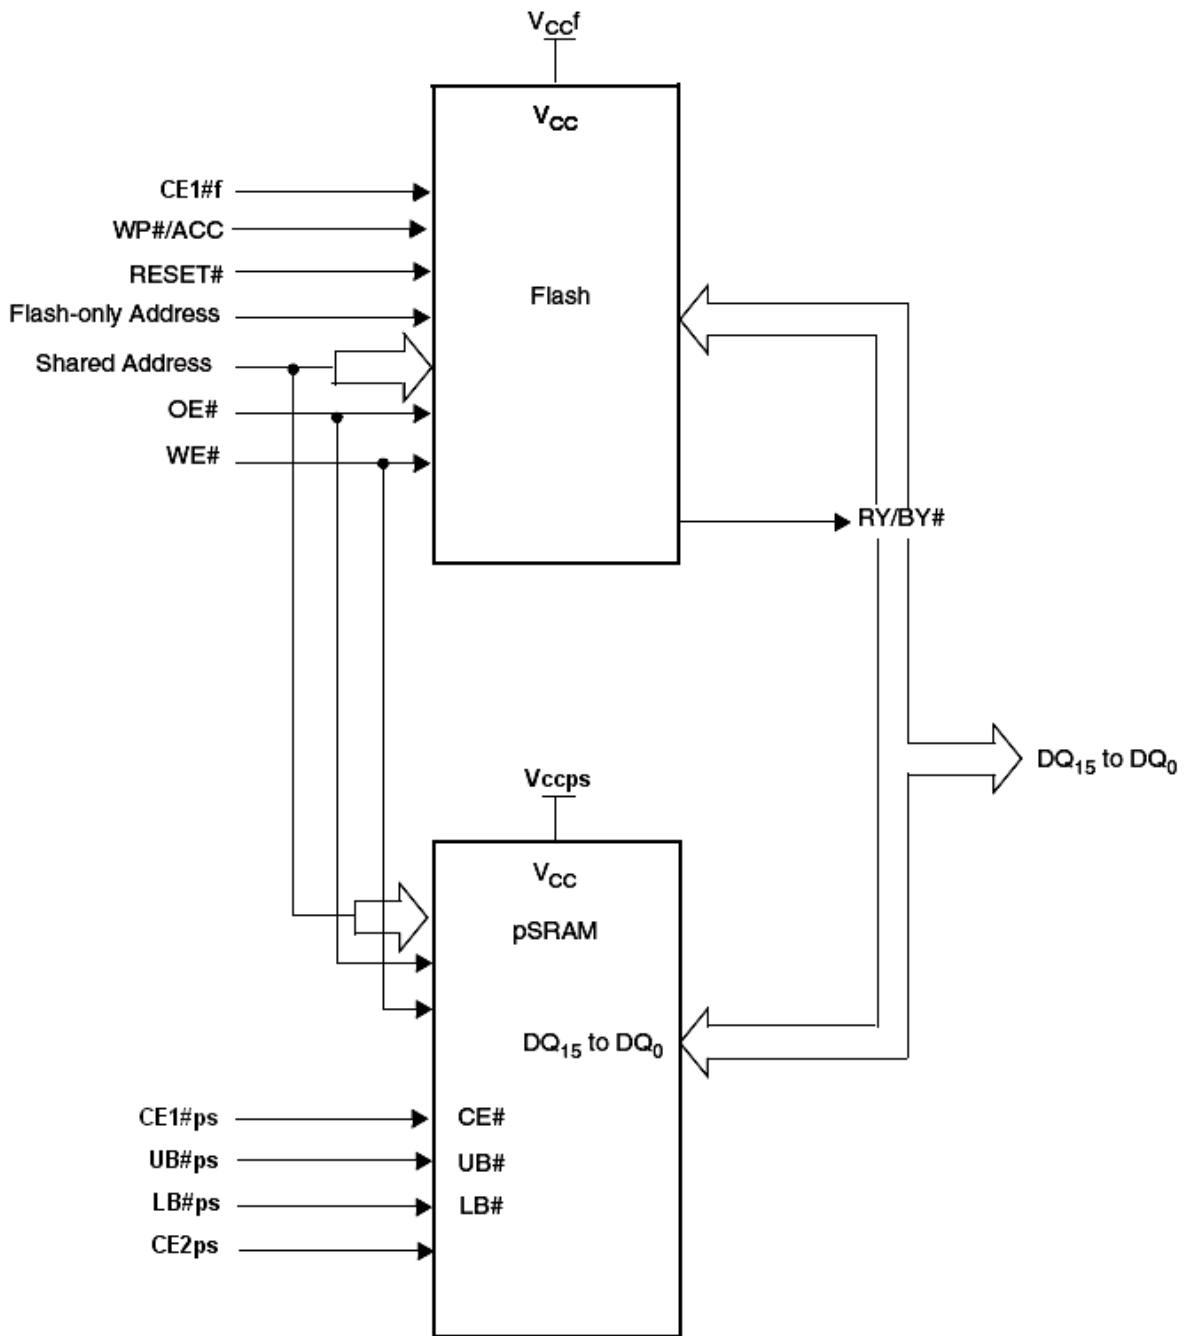 VCCf
VCC
CE1#f
WP#/ACC
RESET#
Flash
Flash-only Address
Shared Address
OE#
WE#
RY/BY#
DQ15 to DQ0
Vccps
VCC
pSRAM
DQ15 to DQ0
CE1#ps CE#
UB#ps UB#
LB#ps LB#
CE2ps